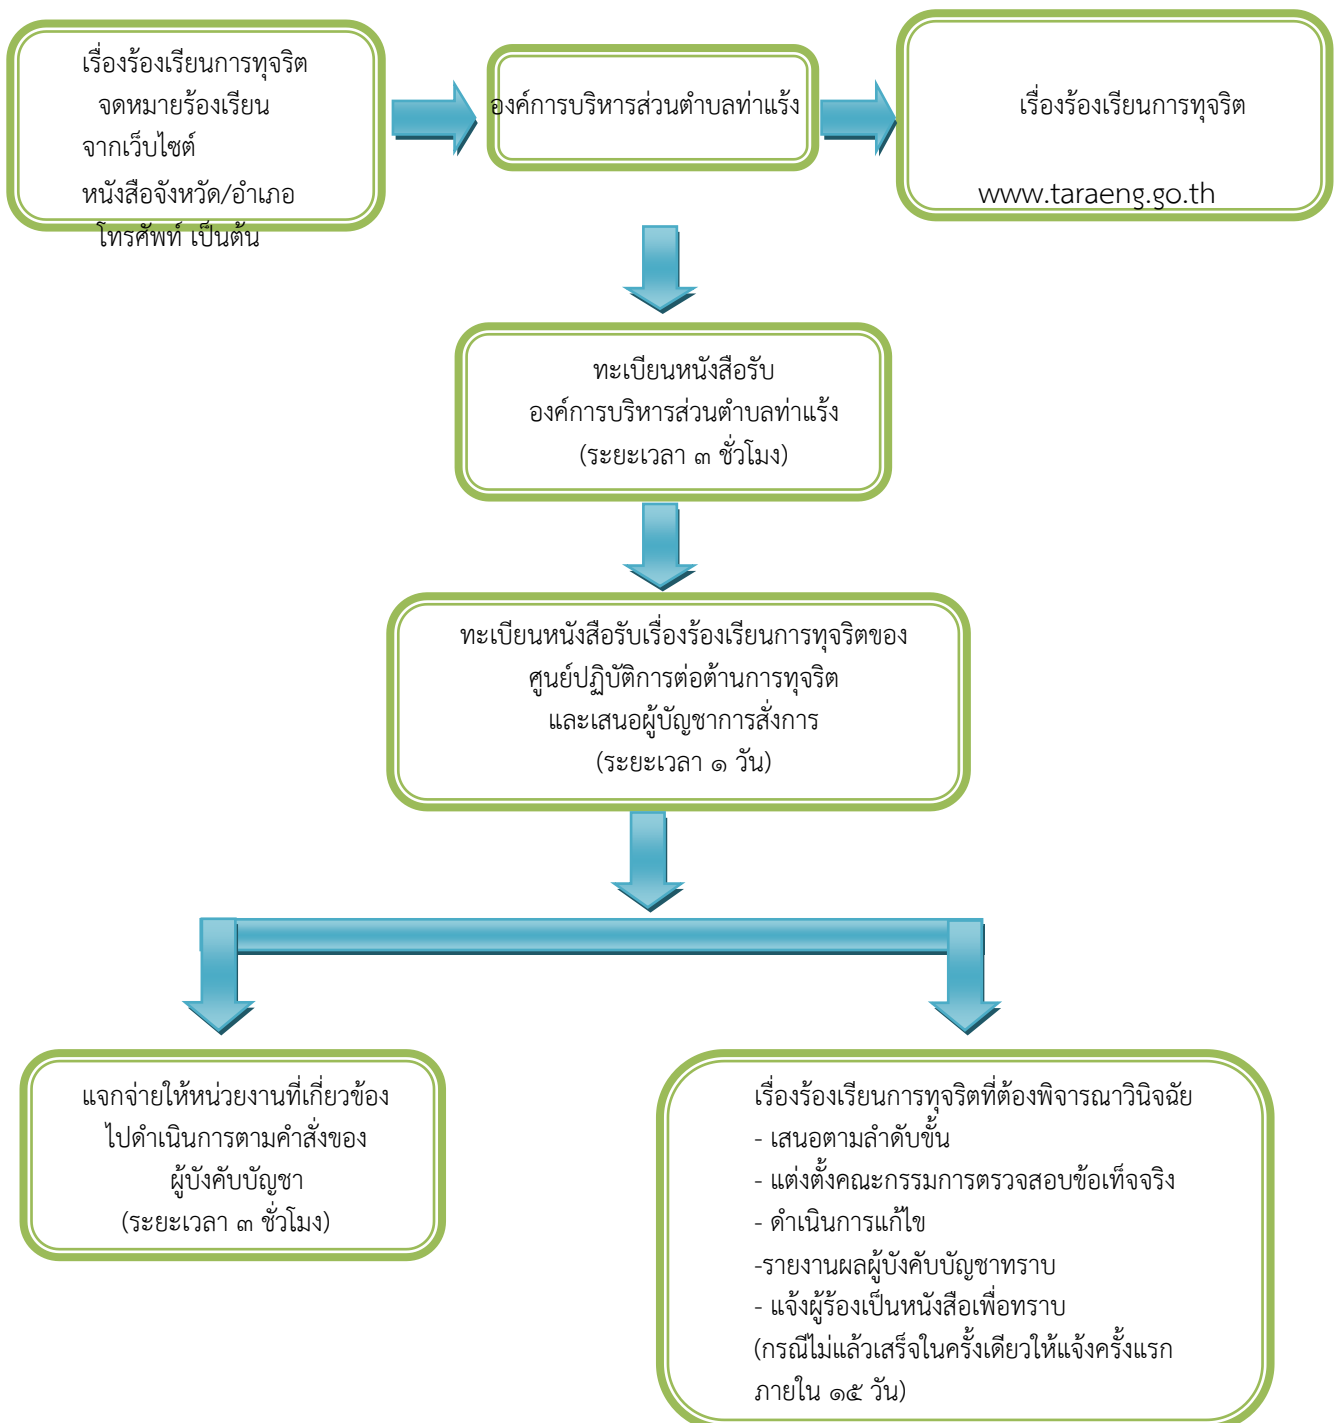 เรื่องร้องเรียนการทุจริต
จดหมายร้องเรียน
จากเว็บไซต์
หนังสือจังหวัด/อำเภอ
โทรศัพท์ เป็นต้น
องค์การบริหารส่วนตำบลท่าแร้ง
เรื่องร้องเรียนการทุจริต
www.taraeng.go.th
ทะเบียนหนังสือรับ
องค์การบริหารส่วนตำบลท่าแร้ง
(ระยะเวลา ๓ ชั่วโมง)
ทะเบียนหนังสือรับเรื่องร้องเรียนการทุจริตของ
ศูนย์ปฏิบัติการต่อต้านการทุจริต
และเสนอผู้บัญชาการสั่งการ
(ระยะเวลา ๑ วัน)
แจกจ่ายให้หน่วยงานที่เกี่ยวข้อง
ไปดำเนินการตามคำสั่งของ
ผู้บังคับบัญชา
(ระยะเวลา ๓ ชั่วโมง)
เรื่องร้องเรียนการทุจริตที่ต้องพิจารณาวินิจฉัย
- เสนอตามลำดับขั้น
- แต่งตั้งคณะกรรมการตรวจสอบข้อเท็จจริง
- ดำเนินการแก้ไข
-รายงานผลผู้บังคับบัญชาทราบ
- แจ้งผู้ร้องเป็นหนังสือเพื่อทราบ
(กรณีไม่แล้วเสร็จในครั้งเดียวให้แจ้งครั้งแรก
ภายใน ๑๕ วัน)